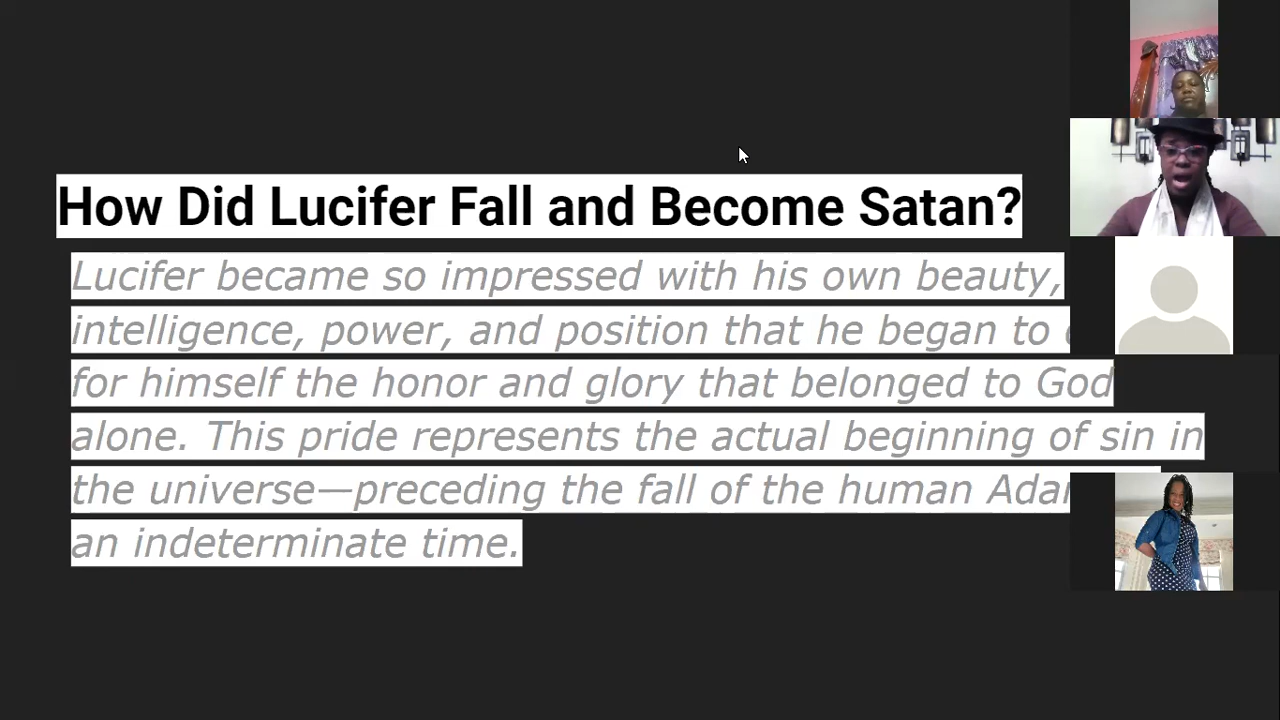 How Did Lucifer Fall and Become Satan?
Lucifer became so impressed with his own beauty,
intelligence, power, and position that he began to
for himself the honor and glory that belonged to God
alone. This pride represents the actual beginning of sin in
the universe—preceding the fall of the human
an indeterminate time.